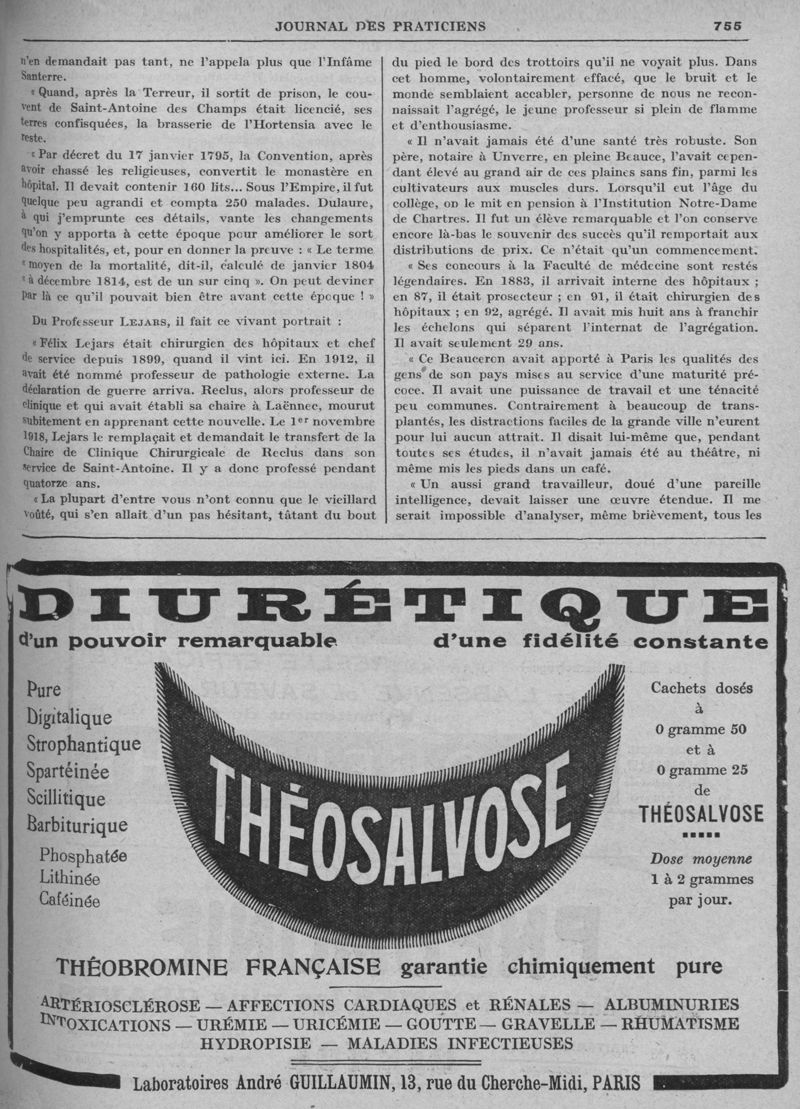 JOURNAL DES PRATICIENS 755
n'en demandait pas tant, ne l'appela plus que l'Infâme
Santerre.
« Quand, après la Terreur, il sortit de prison, le cou-
vent de Saint-Antoine des Champs était licencié, ses
terres confisquées, la brasserie de l'Hortensia avec le
reste.
« Par décret du 17 janvier 1795, la Convention, après
avoir chassé les religieuses, convertit le monastère en
hôpital. Il devait contenir 160 lits... Sous l'Empire, il fut
quelque peu agrandi et compta 250 malades. Dulaure,
à qui j'emprunte ces détails, vante les changements
qu'on y apporta à cette époque pour améliorer le sort
des hospitalités, et, pour en donner la preuve : « Le terme
« moyen de la mortalité, dit-il, calculé de janvier 1804
« à décembre 1814, est de un sur cinq ». On peut deviner
par là ce qu'il pouvait bien être avant cette époque ! »
Du Professeur LEJARS, il fait ce vivant portrait :
« Félix Lejars était chirurgien des hôpitaux et chef
de service depuis 1899, quand il vint ici. En 1912, il
avait été nommé professeur de pathologie externe. La
déclaration de guerre arriva. Reclus, alors professeur de
clinique et qui avait établi sa chaire à Laënnec, mourut
subitement en apprenant cette nouvelle. Le 1er novembre
1918, Lejars le remplaçait et demandait le transfert de la
Chaire de Clinique Chirurgicale de Reclus dans son
service de Saint-Antoine. Il y a donc professé pendant
quatorze ans.
« La plupart d'entre vous n'ont connu que le vieillard
voûté, qui s'en allait d'un pas hésitant, tâtant du bout
du pied le bord des trottoirs qu'il ne voyait plus. Dans
cet homme, volontairement effacé, que le bruit et le
monde semblaient accabler, personne de nous ne recon-
naissait l'agrégé, le jeune professeur si plein de flamme
et d'enthousiasme.
« Il n'avait jamais été d'une santé très robuste. Son
père, notaire à Unverre, en pleine Beauce, l'avait cepen-
dant élevé au grand air de ces plaines sans fin, parmi les
cultivateurs aux muscles durs. Lorsqu'il eut l'âge du
collège, on le mit en pension à l'Institution Notre-Dame
de Chartres. Il fut un élève remarquable et l'on conserve
encore là-bas le souvenir des succès qu'il remportait aux
distributions de prix. Ce n'était qu'un commencement.
« Ses concours à la Faculté de médecine sont restés
légendaires. En 1883, il arrivait interne des hôpitaux ;
en 87, il était prosecteur ; en 91, il était chirurgien des
hôpitaux ; en 92, agrégé. Il avait mis huit ans à franchir
les échelons qui séparent l'internat de l'agrégation.
Il avait seulement 29 ans.
« Ce Beauceron avait apporté à Paris les qualités des
gens de son pays mises au service d'une maturité pré-
coce. Il avait une puissance de travail et une ténacité
peu communes. Contrairement à beaucoup de trans-
plantés, les distractions faciles de la grande ville n'eurent
pour lui aucun attrait. Il disait lui-même que, pendant
toutes ses études, il n'avait jamais été au théâtre, ni
même mis les pieds dans un café.
« Un aussi grand travailleur, doué d'une pareille
intelligence, devait laisser une œuvre étendue. Il me
serait impossible d'analyser, même brièvement, tous les
DIURÉTIQUE
d'un pouvoir remarquable d'une fidélité constante
Pure
Digitalique
Strophantique
Spartéinée
Scillitique
Barbiturique
Phosphatée
Lithinée
Caféinée
THÉOSALVOSE
Cachets dosés
à
0 gramme 50
et à
0 gramme 25
de
THÉOSALVOSE
Dose moyenne
1 à 2 grammes
par jour.
THÉOBROMINE FRANÇAISE garantie chimiquement pure
ARTÉRIOSCLÉROSE — AFFECTIONS CARDIAQUES et RÉNALES — ALBUMINURIES
INTOXICATIONS — URÉMIE — URICÉMIE — GOUTTE — GRAVELLE — RHUMATISME
HYDROPISIE — MALADIES INFECTIEUSES
Laboratoires André GUILLAUMIN, 13, rue du Cherche-Midi, PARIS